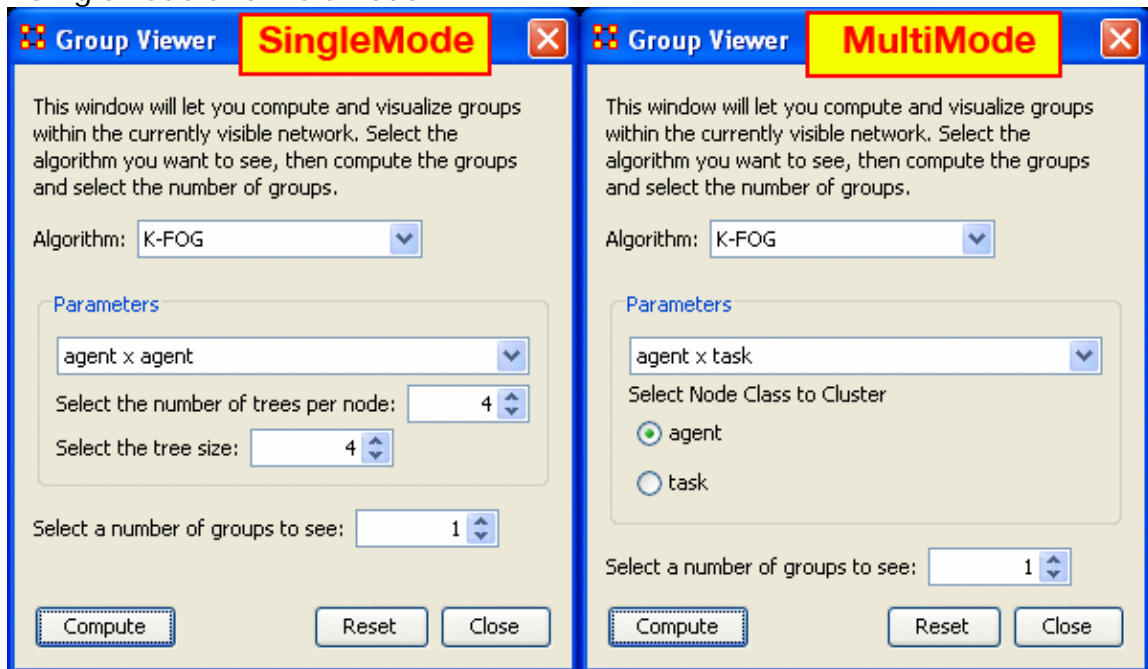 Group Viewer SingleMode
This window will let you compute and visualize groups
within the currently visible network. Select the
algorithm you want to see, then compute the groups
and select the number of groups.
Algorithm: K-FOG
Parameters
agent x agent
Select the number of trees per node: 4
Select the tree size: 4
Select a number of groups to see: 1
Compute Reset Close
Group Viewer MultiMode
This window will let you compute and visualize groups
within the currently visible network. Select the
algorithm you want to see, then compute the groups
and select the number of groups.
Algorithm: K-FOG
Parameters
agent x task
Select Node Class to Cluster
agent
task
Select a number of groups to see: 1
Compute Reset Close